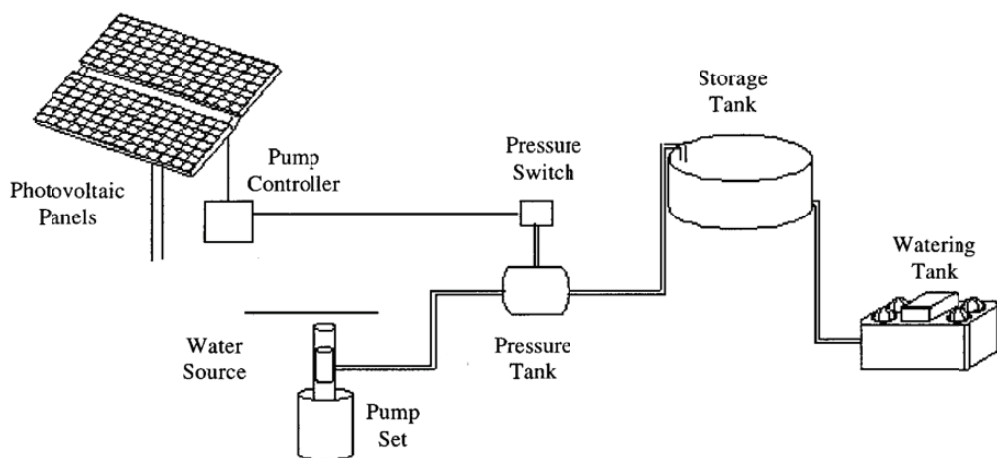 Photovoltaic
Panels
Pump
Controller
Pressure
Switch
Storage
Tank
Watering
Tank
Water
Source
Pump
Set
Pressure
Tank